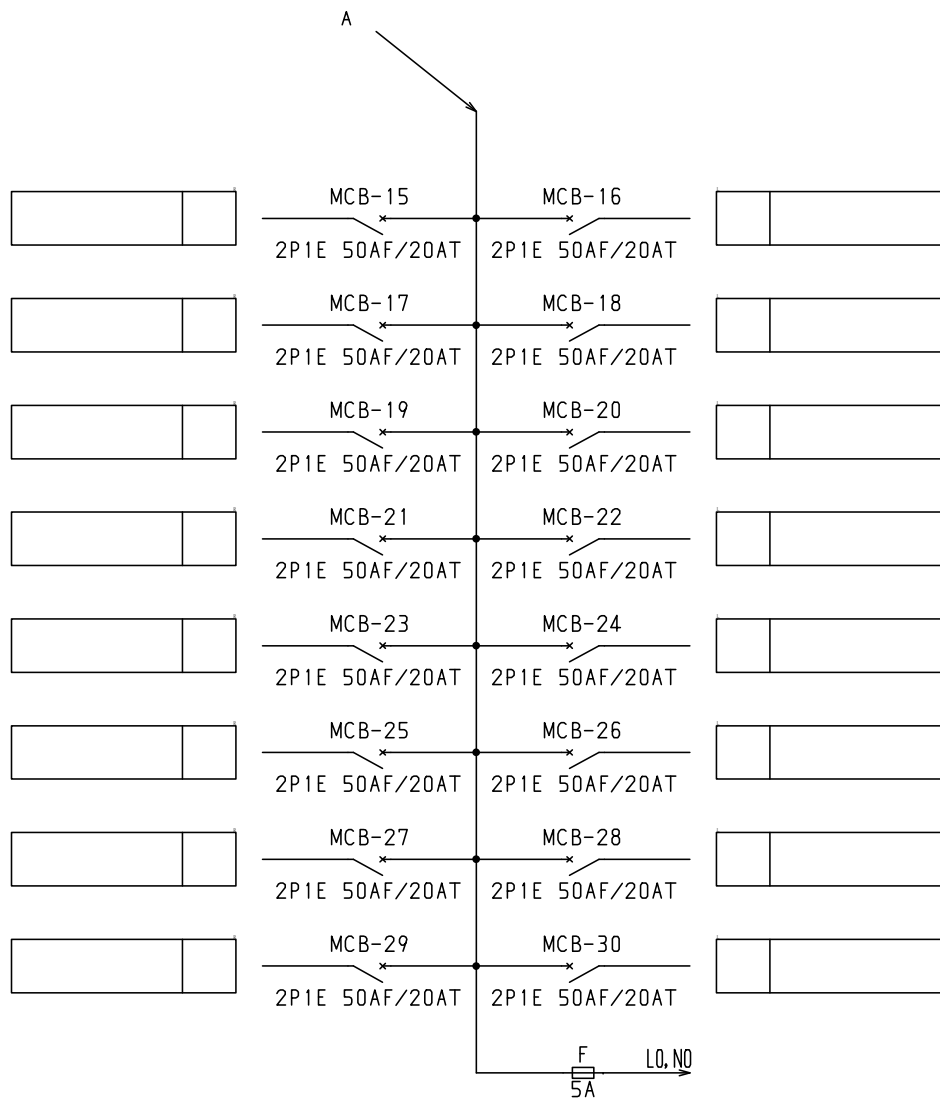 A
MCB-15 MCB-16
2P1E 50AF/20AT 2P1E 50AF/20AT
MCB-17 MCB-18
2P1E 50AF/20AT 2P1E 50AF/20AT
MCB-19 MCB-20
2P1E 50AF/20AT 2P1E 50AF/20AT
MCB-21 MCB-22
2P1E 50AF/20AT 2P1E 50AF/20AT
MCB-23 MCB-24
2P1E 50AF/20AT 2P1E 50AF/20AT
MCB-25 MCB-26
2P1E 50AF/20AT 2P1E 50AF/20AT
MCB-27 MCB-28
2P1E 50AF/20AT 2P1E 50AF/20AT
MCB-29 MCB-30
2P1E 50AF/20AT 2P1E 50AF/20AT
F L0,N0
5A